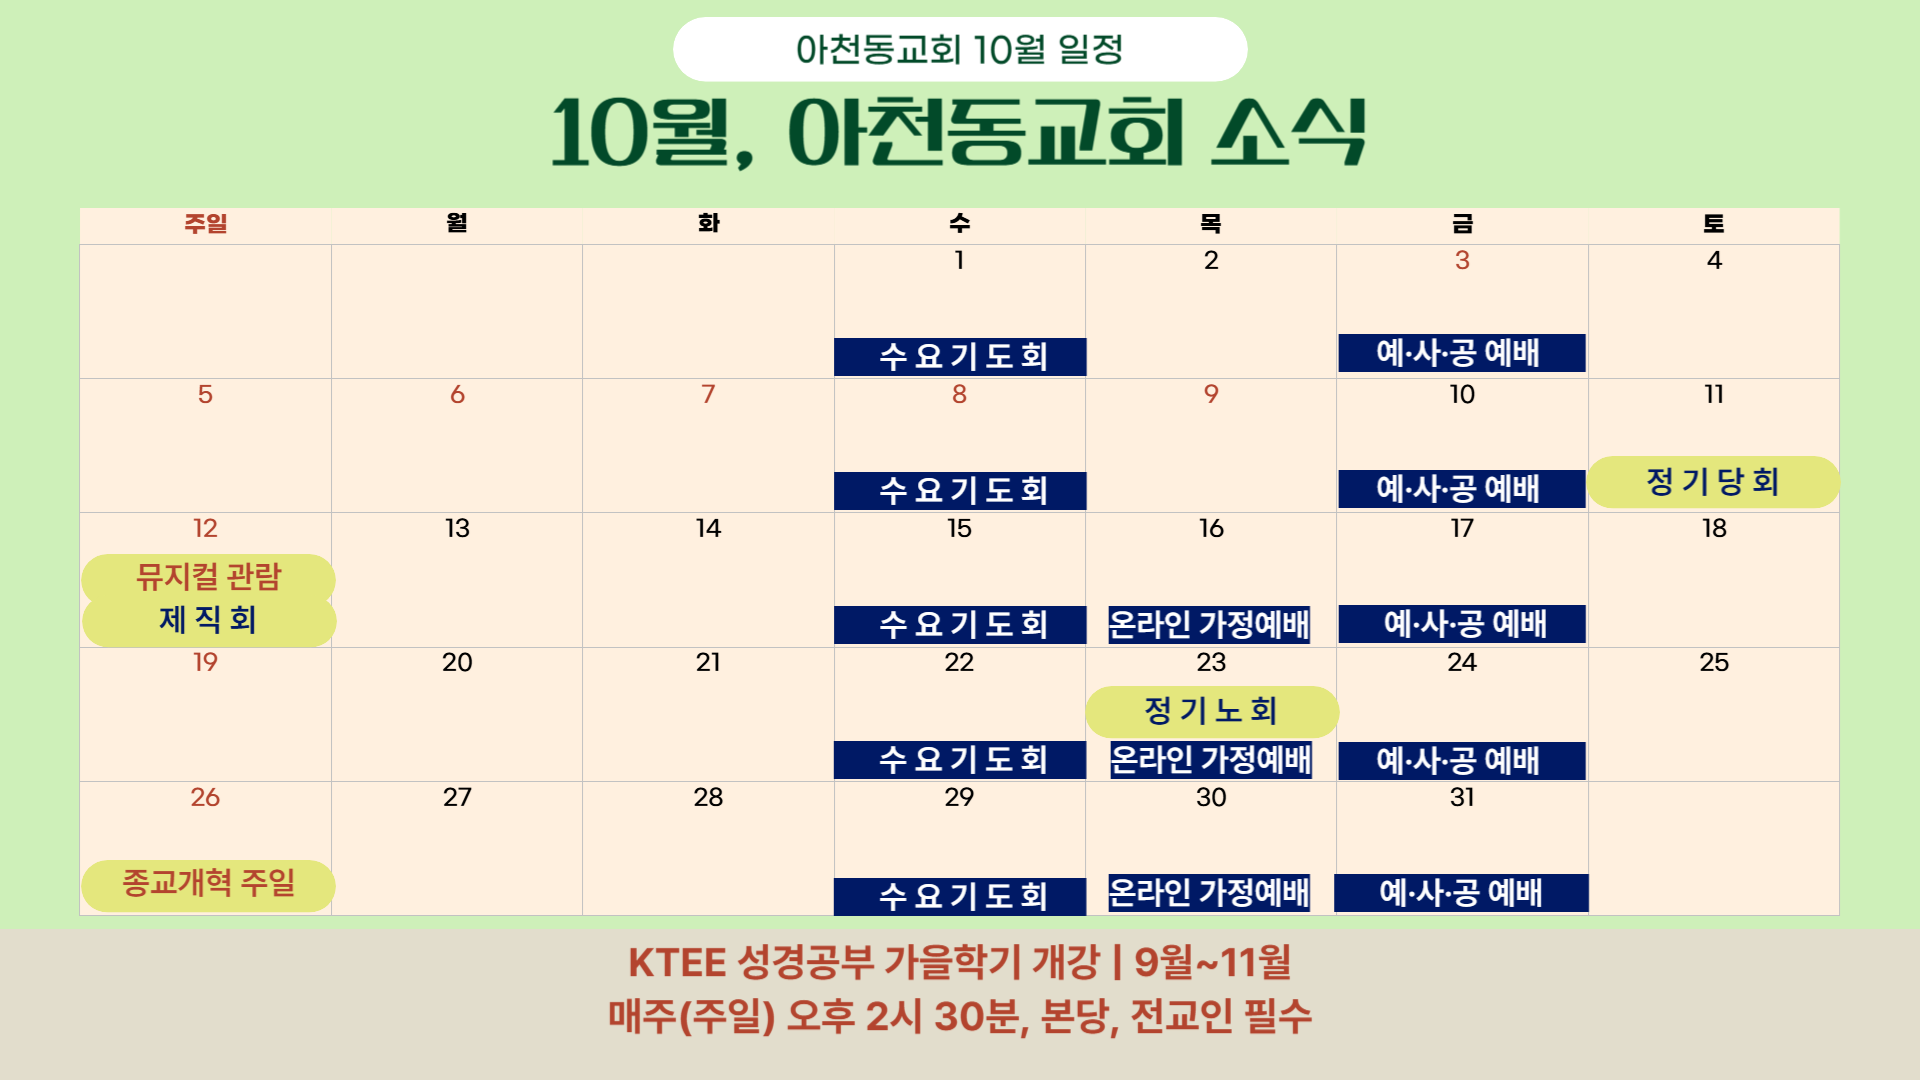 아천동교회 10월 일정
10월, 아천동교회 소식
주일 월 화 수 목 금 토
1 2 3 4
수요기도회 예·사·공 예배
5 6 7 8 9 10 11
수요기도회 예·사·공 예배 정기당회
12 13 14 15 16 17 18
뮤지컬 관람
제직회 수요기도회 온라인 가정예배 예·사·공 예배
19 20 21 22 23 24 25
정기노회
수요기도회 온라인 가정예배 예·사·공 예배
26 27 28 29 30 31
종교개혁 주일 수요기도회 온라인 가정예배 예·사·공 예배
KTEE 성경공부 가을학기 개강 | 9월~11월
매주(주일) 오후 2시 30분, 본당, 전교인 필수